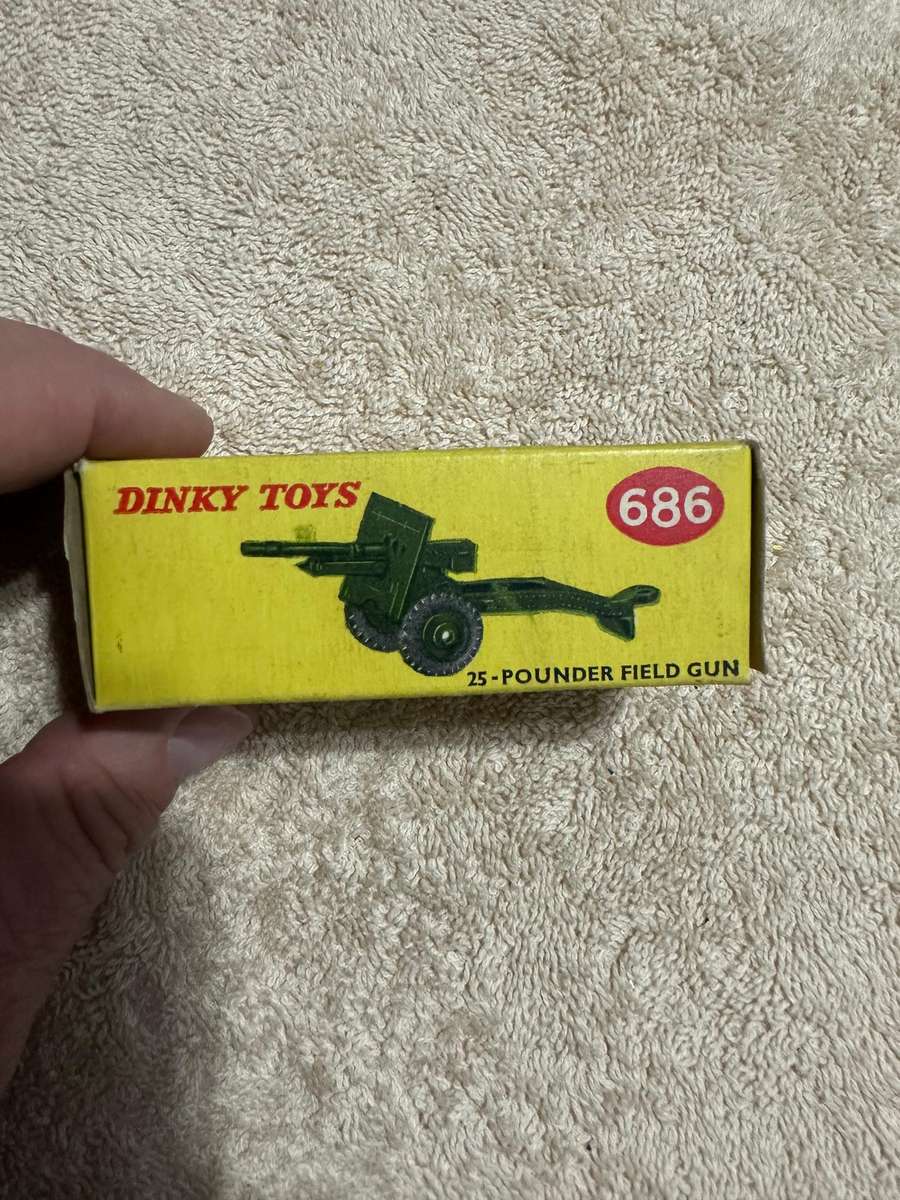 DINKY TOYS
686
25-POUNDER FIELD GUN